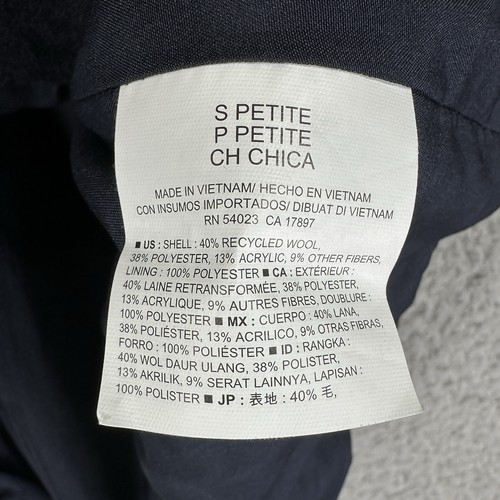 S PETITE
P PETITE
CH CHICA
MADE IN VIETNAM/ HECHO EN VIETNAM
CON INSUMOS IMPORTADOS/ DIBUAT DI VIETNAM
RN 54023 CA 17897
■ US : SHELL : 40% RECYCLED WOOL,
38% POLYESTER, 13% ACRYLIC, 9% OTHER FIBERS,
LINING : 100% POLYESTER ■ CA : EXTÉRIEUR :
40% LAINE RETRANSFORMÉE, 38% POLYESTER,
13% ACRYLIQUE, 9% AUTRES FIBRES, DOUBLURE :
100% POLYESTER ■ MX : CUERPO : 40% LANA,
38% POLIÉSTER, 13% ACRILICO, 9% OTRAS FIBRAS,
FORRO : 100% POLIÉSTER ■ ID : RANGKA :
40% WOL DAUR ULANG, 38% POLISTER,
13% AKRILIK, 9% SERAT LAINNYA, LAPISAN :
100% POLISTER ■ JP : 表地 : 40% 毛,